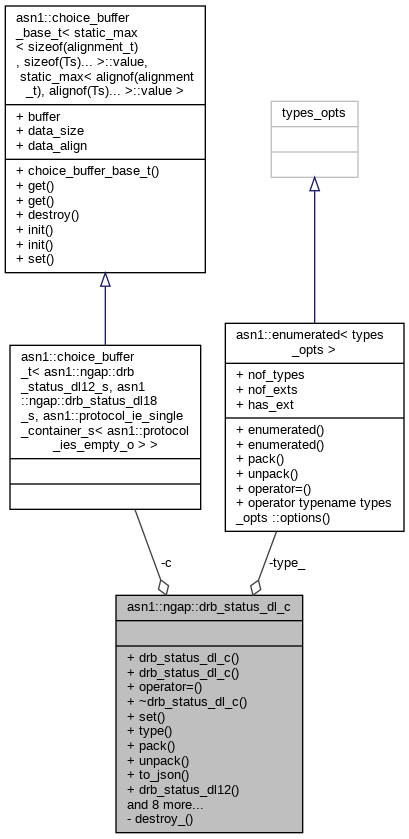 asn1::choice_buffer
_base_t< static_max
< sizeof(alignment_t)
, sizeof(Ts)... >::value,
static_max< alignof(alignment
_t), alignof(Ts)... >::value >
+ buffer
+ data_size
+ data_align
+ choice_buffer_base_t()
+ get()
+ get()
+ destroy()
+ init()
+ init()
+ set()
types_opts
asn1::choice_buffer
_t< asn1::ngap::drb
_status_dl12_s, asn1
::ngap::drb_status_dl18
_s, asn1::protocol_ie_single
_container_s< asn1::protocol
_ies_empty_o > >
asn1::enumerated< types
_opts >
+ nof_types
+ nof_exts
+ has_ext
+ enumerated()
+ enumerated()
+ pack()
+ unpack()
+ operator=()
+ operator typename types
_opts ::options()
-c
-type_
asn1::ngap::drb_status_dl_c
+ drb_status_dl_c()
+ drb_status_dl_c()
+ operator=()
+ ~drb_status_dl_c()
+ set()
+ type()
+ pack()
+ unpack()
+ to_json()
+ drb_status_dl12()
and 8 more...
- destroy_()